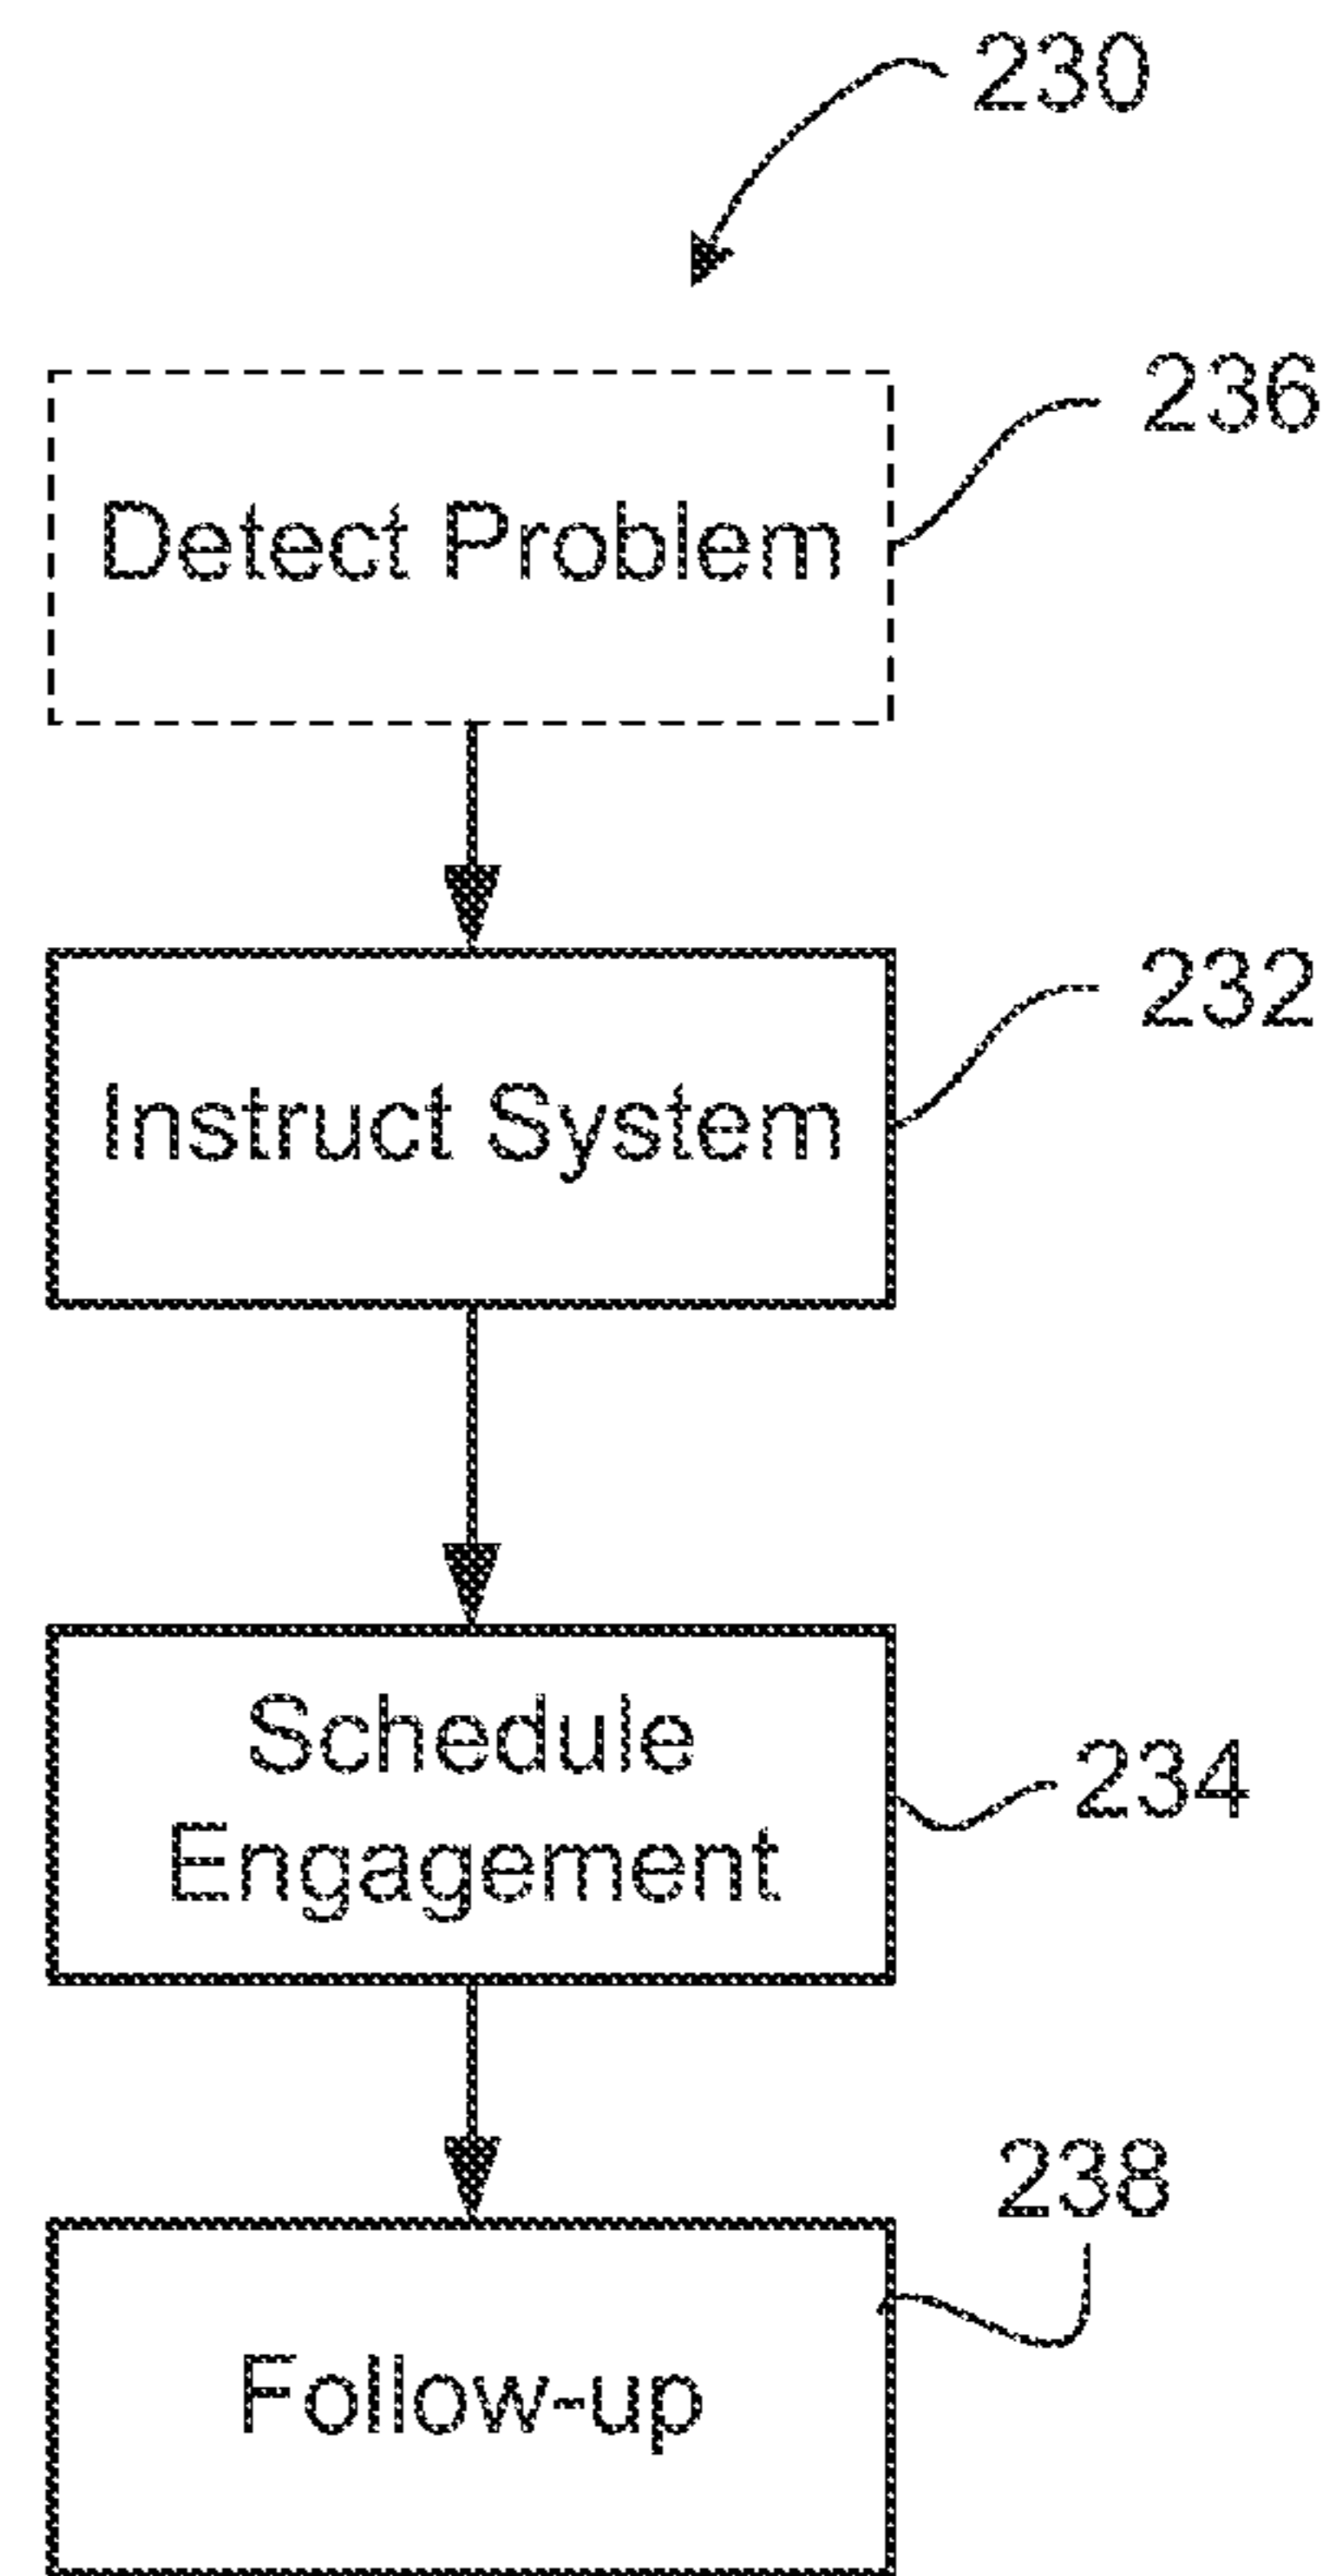 230
236
Detect Problem
232
Instruct System
Schedule
234
Engagement
238
Follow-up